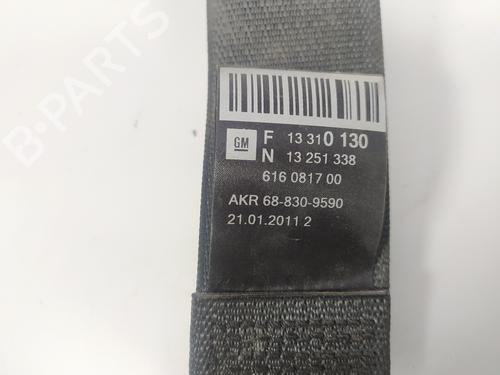 GM F 13 310 130
N 13 251 338
616 0817 00
AKR 68-830-9590
21.01.2011 2
B-PARTS